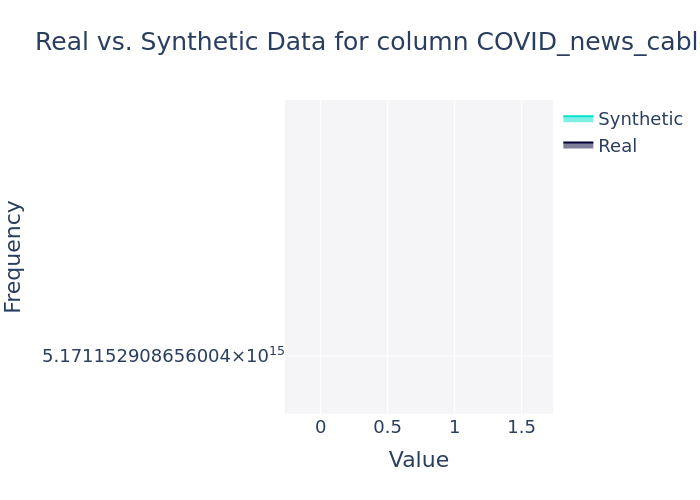 Real vs. Synthetic Data for column COVID_news_cabl
Synthetic
Real
Frequency
5.171152908656004×10¹⁵
0 0.5 1 1.5
Value